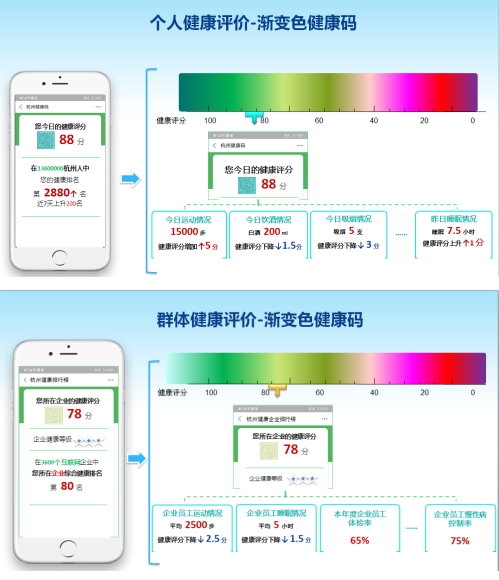 个人健康评价-渐变色健康码
杭州健康码
您今日的健康评分
88 分
在13600000杭州人中
您的健康排名
第 2880↑ 名
近7天上升200名
健康评分 100 80 60 40 20 0
杭州健康码
您今日的健康评分
88 分
今日运动情况
15000 步
健康评分增加↑5 分
今日饮酒情况
白酒 200 ml
健康评分下降↓1.5分
今日吸烟情况
吸烟 5 支
健康评分下降↓3 分
......
昨日睡眠情况
睡眠 7.5 小时
健康评分上升↑1 分
群体健康评价-渐变色健康码
杭州健康排行榜
您所在企业的健康评分
78 分
企业健康等级
在3600个互联网企业中
您所在企业综合健康排名
第 80 名
健康评分 100 80 60 40 20 0
杭州健康企业排行榜
您所在企业的健康评分
78 分
企业健康等级
企业员工运动情况
平均 2500 步
健康评分下降↓2.5 分
企业员工睡眠情况
平均 5 小时
健康评分下降↓1.5 分
本年度企业员工
体检率
65%
......
企业员工慢性病
控制率
75%